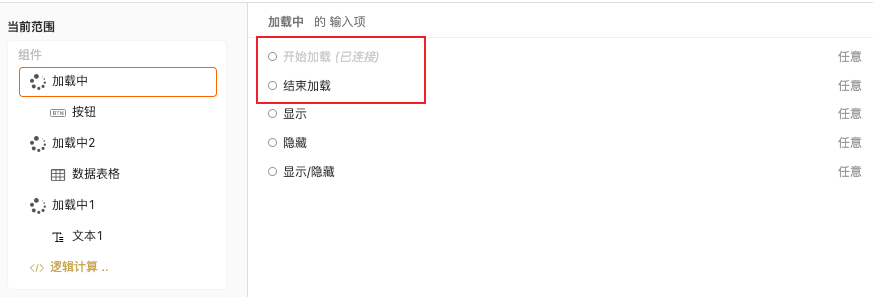 当前范围
组件
加载中
BTN 按钮
加载中2
数据表格
加载中1
文本1
</> 逻辑计算 ..
加载中 的 输入项
开始加载 (已连接) 任意
结束加载 任意
显示 任意
隐藏 任意
显示/隐藏 任意